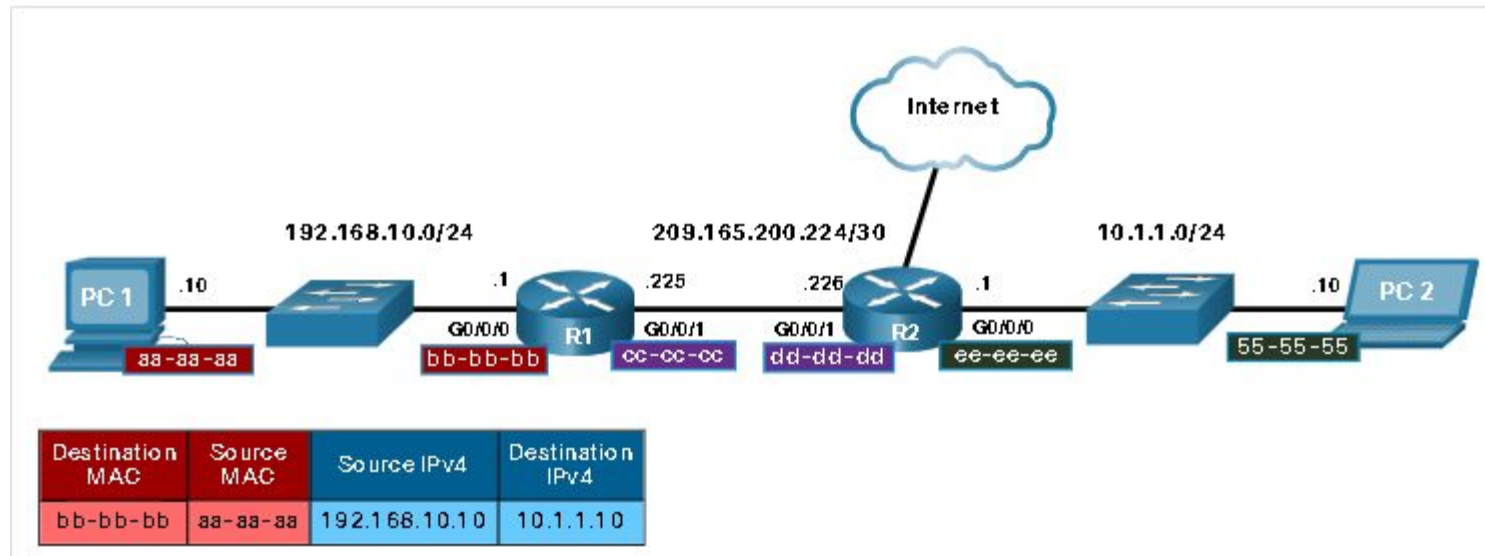 Internet
192.168.10.0/24
209.165.200.224/30
10.1.1.0/24
PC 1
.10
.1
.225
.226
.1
.10
PC 2
G0/0/0
R1
G0/0/1
G0/0/1
R2
G0/0/0
aa-aa-aa
bb-bb-bb
cc-cc-cc
dd-dd-dd
ee-ee-ee
55-55-55
Destination MAC
Source MAC
Source IPv4
Destination IPv4
bb-bb-bb
aa-aa-aa
192.168.10.10
10.1.1.10